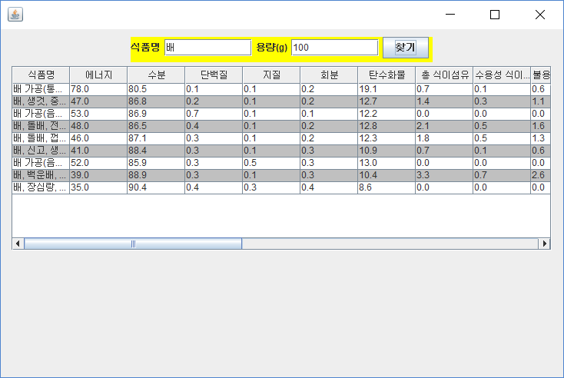 식품명 배 용량(g) 100 찾기
식품명 에너지 수분 단백질 지질 회분 탄수화물 총 식이섬유 수용성 식이... 불용
배 가공(통... 78.0 80.5 0.1 0.1 0.2 19.1 0.7 0.1 0.6
배, 생것, 중... 47.0 86.8 0.2 0.1 0.2 12.7 1.4 0.3 1.1
배 가공(음... 53.0 86.9 0.7 0.1 0.1 12.2 0.0 0.0 0.0
배, 돌배, 전... 48.0 86.5 0.4 0.1 0.2 12.8 2.1 0.5 1.6
배, 돌배, 껍... 46.0 87.1 0.3 0.1 0.2 12.3 1.8 0.5 1.3
배, 신고, 생... 41.0 88.4 0.3 0.1 0.3 10.9 0.7 0.1 0.6
배 가공(음... 52.0 85.9 0.3 0.5 0.3 13.0 0.0 0.0 0.0
배, 백운배, ... 39.0 88.9 0.3 0.1 0.3 10.4 3.3 0.7 2.6
배, 장십랑, ... 35.0 90.4 0.4 0.3 0.4 8.6 0.0 0.0 0.0